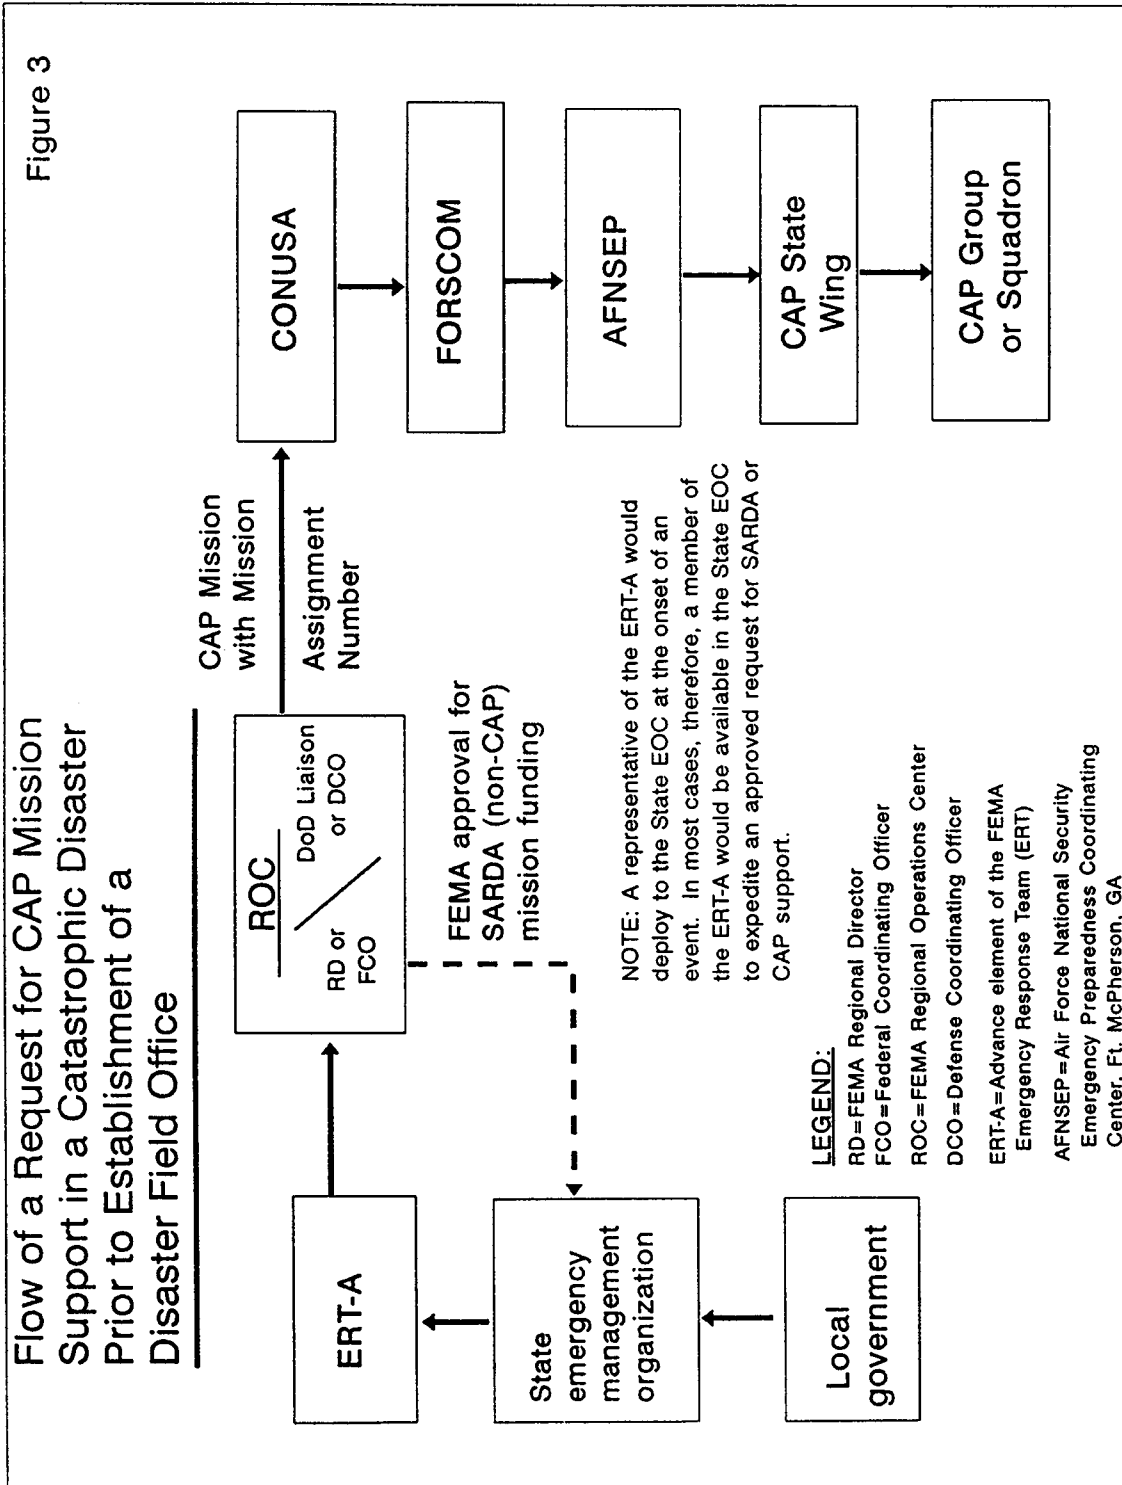 Figure 3
Flow of a Request for CAP Mission
Support in a Catastrophic Disaster
Prior to Establishment of a
Disaster Field Office
ERT-A
State
emergency
management
organization
Local
government
ROC
RD or
FCO
DoD Liaison
or DCO
CAP Mission
with Mission
Assignment
Number
FEMA approval for
SARDA (non-CAP)
mission funding
CONUSA
FORSCOM
AFNSEP
CAP State
Wing
CAP Group
or Squadron
NOTE: A representative of the ERT-A would
deploy to the State EOC at the onset of an
event. In most cases, therefore, a member of
the ERT-A would be available in the State EOC
to expedite an approved request for SARDA or
CAP support.
LEGEND:
RD=FEMA Regional Director
FCO=Federal Coordinating Officer
ROC=FEMA Regional Operations Center
DCO=Defense Coordinating Officer
ERT-A=Advance element of the FEMA
Emergency Response Team (ERT)
AFNSEP=Air Force National Security
Emergency Preparedness Coordinating
Center, Ft. McPherson, GA